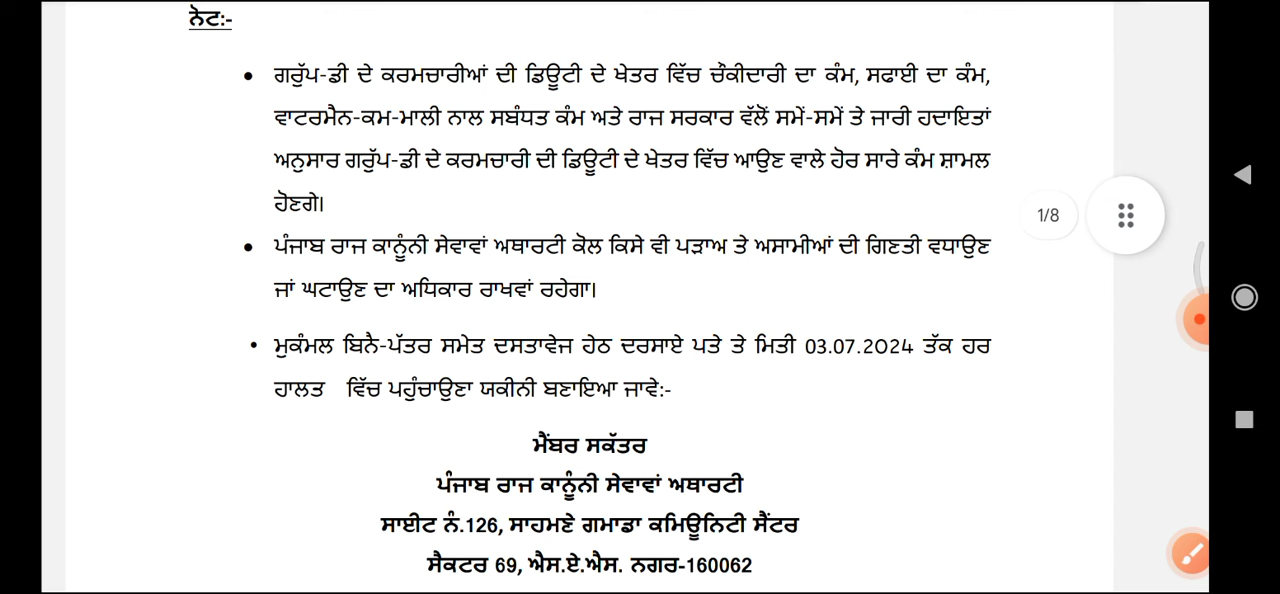 ਨੋਟ:-
• ਗਰੁੱਪ-ਡੀ ਦੇ ਕਰਮਚਾਰੀਆਂ ਦੀ ਡਿਊਟੀ ਦੇ ਖੇਤਰ ਵਿੱਚ ਚੌਕੀਦਾਰੀ ਦਾ ਕੰਮ, ਸਫਾਈ ਦਾ ਕੰਮ,
ਵਾਟਰਮੈਨ-ਕਮ-ਮਾਲੀ ਨਾਲ ਸਬੰਧਤ ਕੰਮ ਅਤੇ ਰਾਜ ਸਰਕਾਰ ਵੱਲੋਂ ਸਮੇਂ-ਸਮੇਂ ਤੇ ਜਾਰੀ ਹਦਾਇਤਾਂ
ਅਨੁਸਾਰ ਗਰੁੱਪ-ਡੀ ਦੇ ਕਰਮਚਾਰੀ ਦੀ ਡਿਊਟੀ ਦੇ ਖੇਤਰ ਵਿੱਚ ਆਉਣ ਵਾਲੇ ਹੋਰ ਸਾਰੇ ਕੰਮ ਸ਼ਾਮਲ
ਹੋਣਗੇ।
1/8
• ਪੰਜਾਬ ਰਾਜ ਕਾਨੂੰਨੀ ਸੇਵਾਵਾਂ ਅਥਾਰਟੀ ਕੋਲ ਕਿਸੇ ਵੀ ਪੜਾਅ ਤੇ ਅਸਾਮੀਆਂ ਦੀ ਗਿਣਤੀ ਵਧਾਉਣ
ਜਾਂ ਘਟਾਉਣ ਦਾ ਅਧਿਕਾਰ ਰਾਖਵਾਂ ਰਹੇਗਾ।
• ਮੁਕੰਮਲ ਬਿਨੈ-ਪੱਤਰ ਸਮੇਤ ਦਸਤਾਵੇਜ ਹੇਠ ਦਰਸਾਏ ਪਤੇ ਤੇ ਮਿਤੀ 03.07.2024 ਤੱਕ ਹਰ
ਹਾਲਤ ਵਿੱਚ ਪਹੁੰਚਾਉਣਾ ਯਕੀਨੀ ਬਣਾਇਆ ਜਾਵੇ:-
ਮੈਂਬਰ ਸਕੱਤਰ
ਪੰਜਾਬ ਰਾਜ ਕਾਨੂੰਨੀ ਸੇਵਾਵਾਂ ਅਥਾਰਟੀ
ਸਾਈਟ ਨੰ.126, ਸਾਹਮਣੇ ਗਮਾਡਾ ਕਮਿਊਨਿਟੀ ਸੈਂਟਰ
ਸੈਕਟਰ 69, ਐਸ.ਏ.ਐਸ. ਨਗਰ-160062